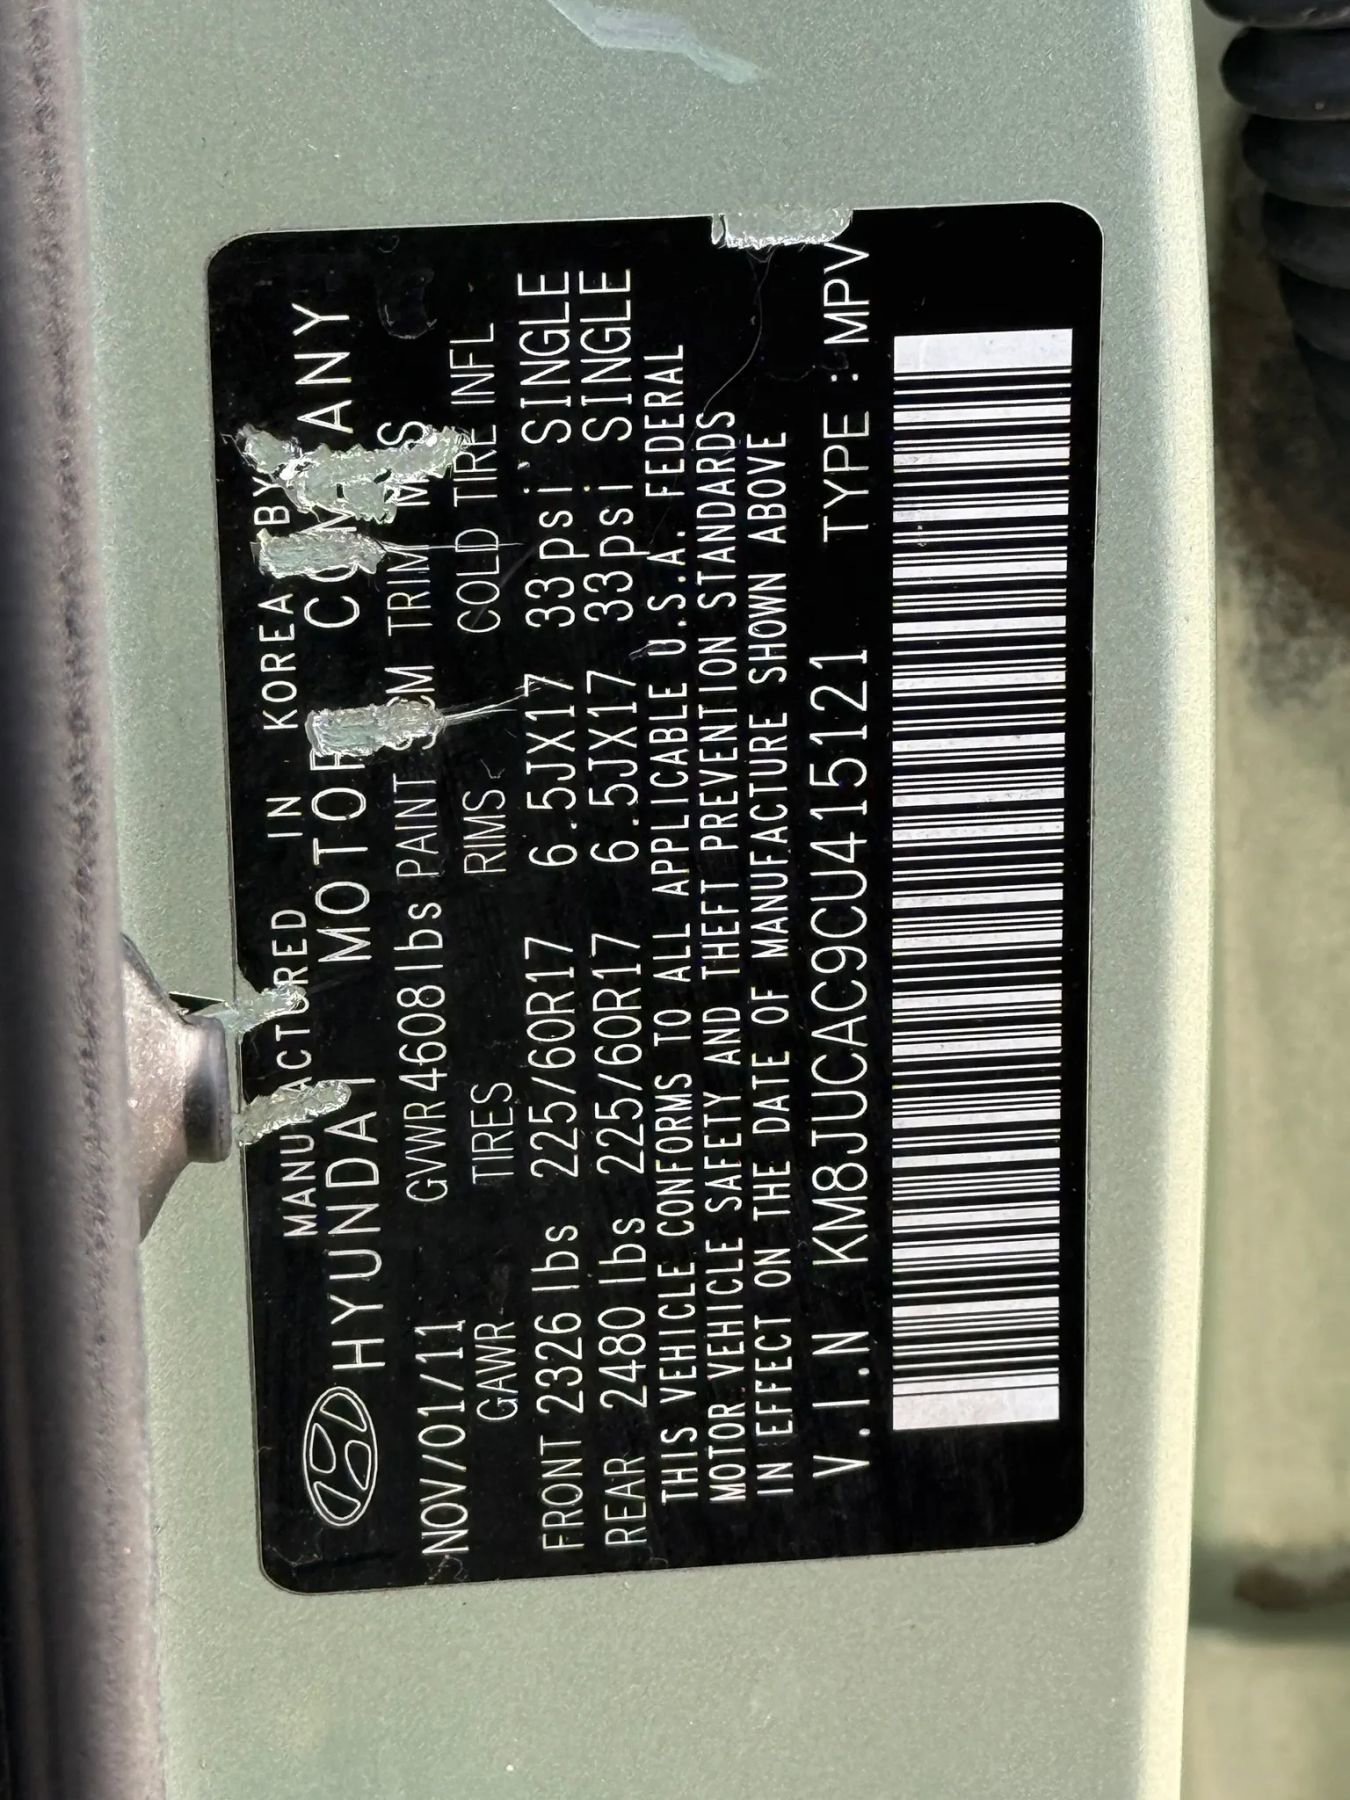 MANUFACTURED IN KOREA BY
HYUNDAI MOTOR COMPANY
NOV/01/11 GVWR 4608lbs PAINT TRIM
GAWR TIRES RIMS COLD TIRE INFL
FRONT 2326 lbs 225/60R17 6.5JX17 33psi SINGLE
REAR 2480 lbs 225/60R17 6.5JX17 33psi SINGLE
THIS VEHICLE CONFORMS TO ALL APPLICABLE U.S.A. FEDERAL
MOTOR VEHICLE SAFETY AND THEFT PREVENTION STANDARDS
IN EFFECT ON THE DATE OF MANUFACTURE SHOWN ABOVE
V.I.N KM8JUCAC9CU415121 TYPE : MPV